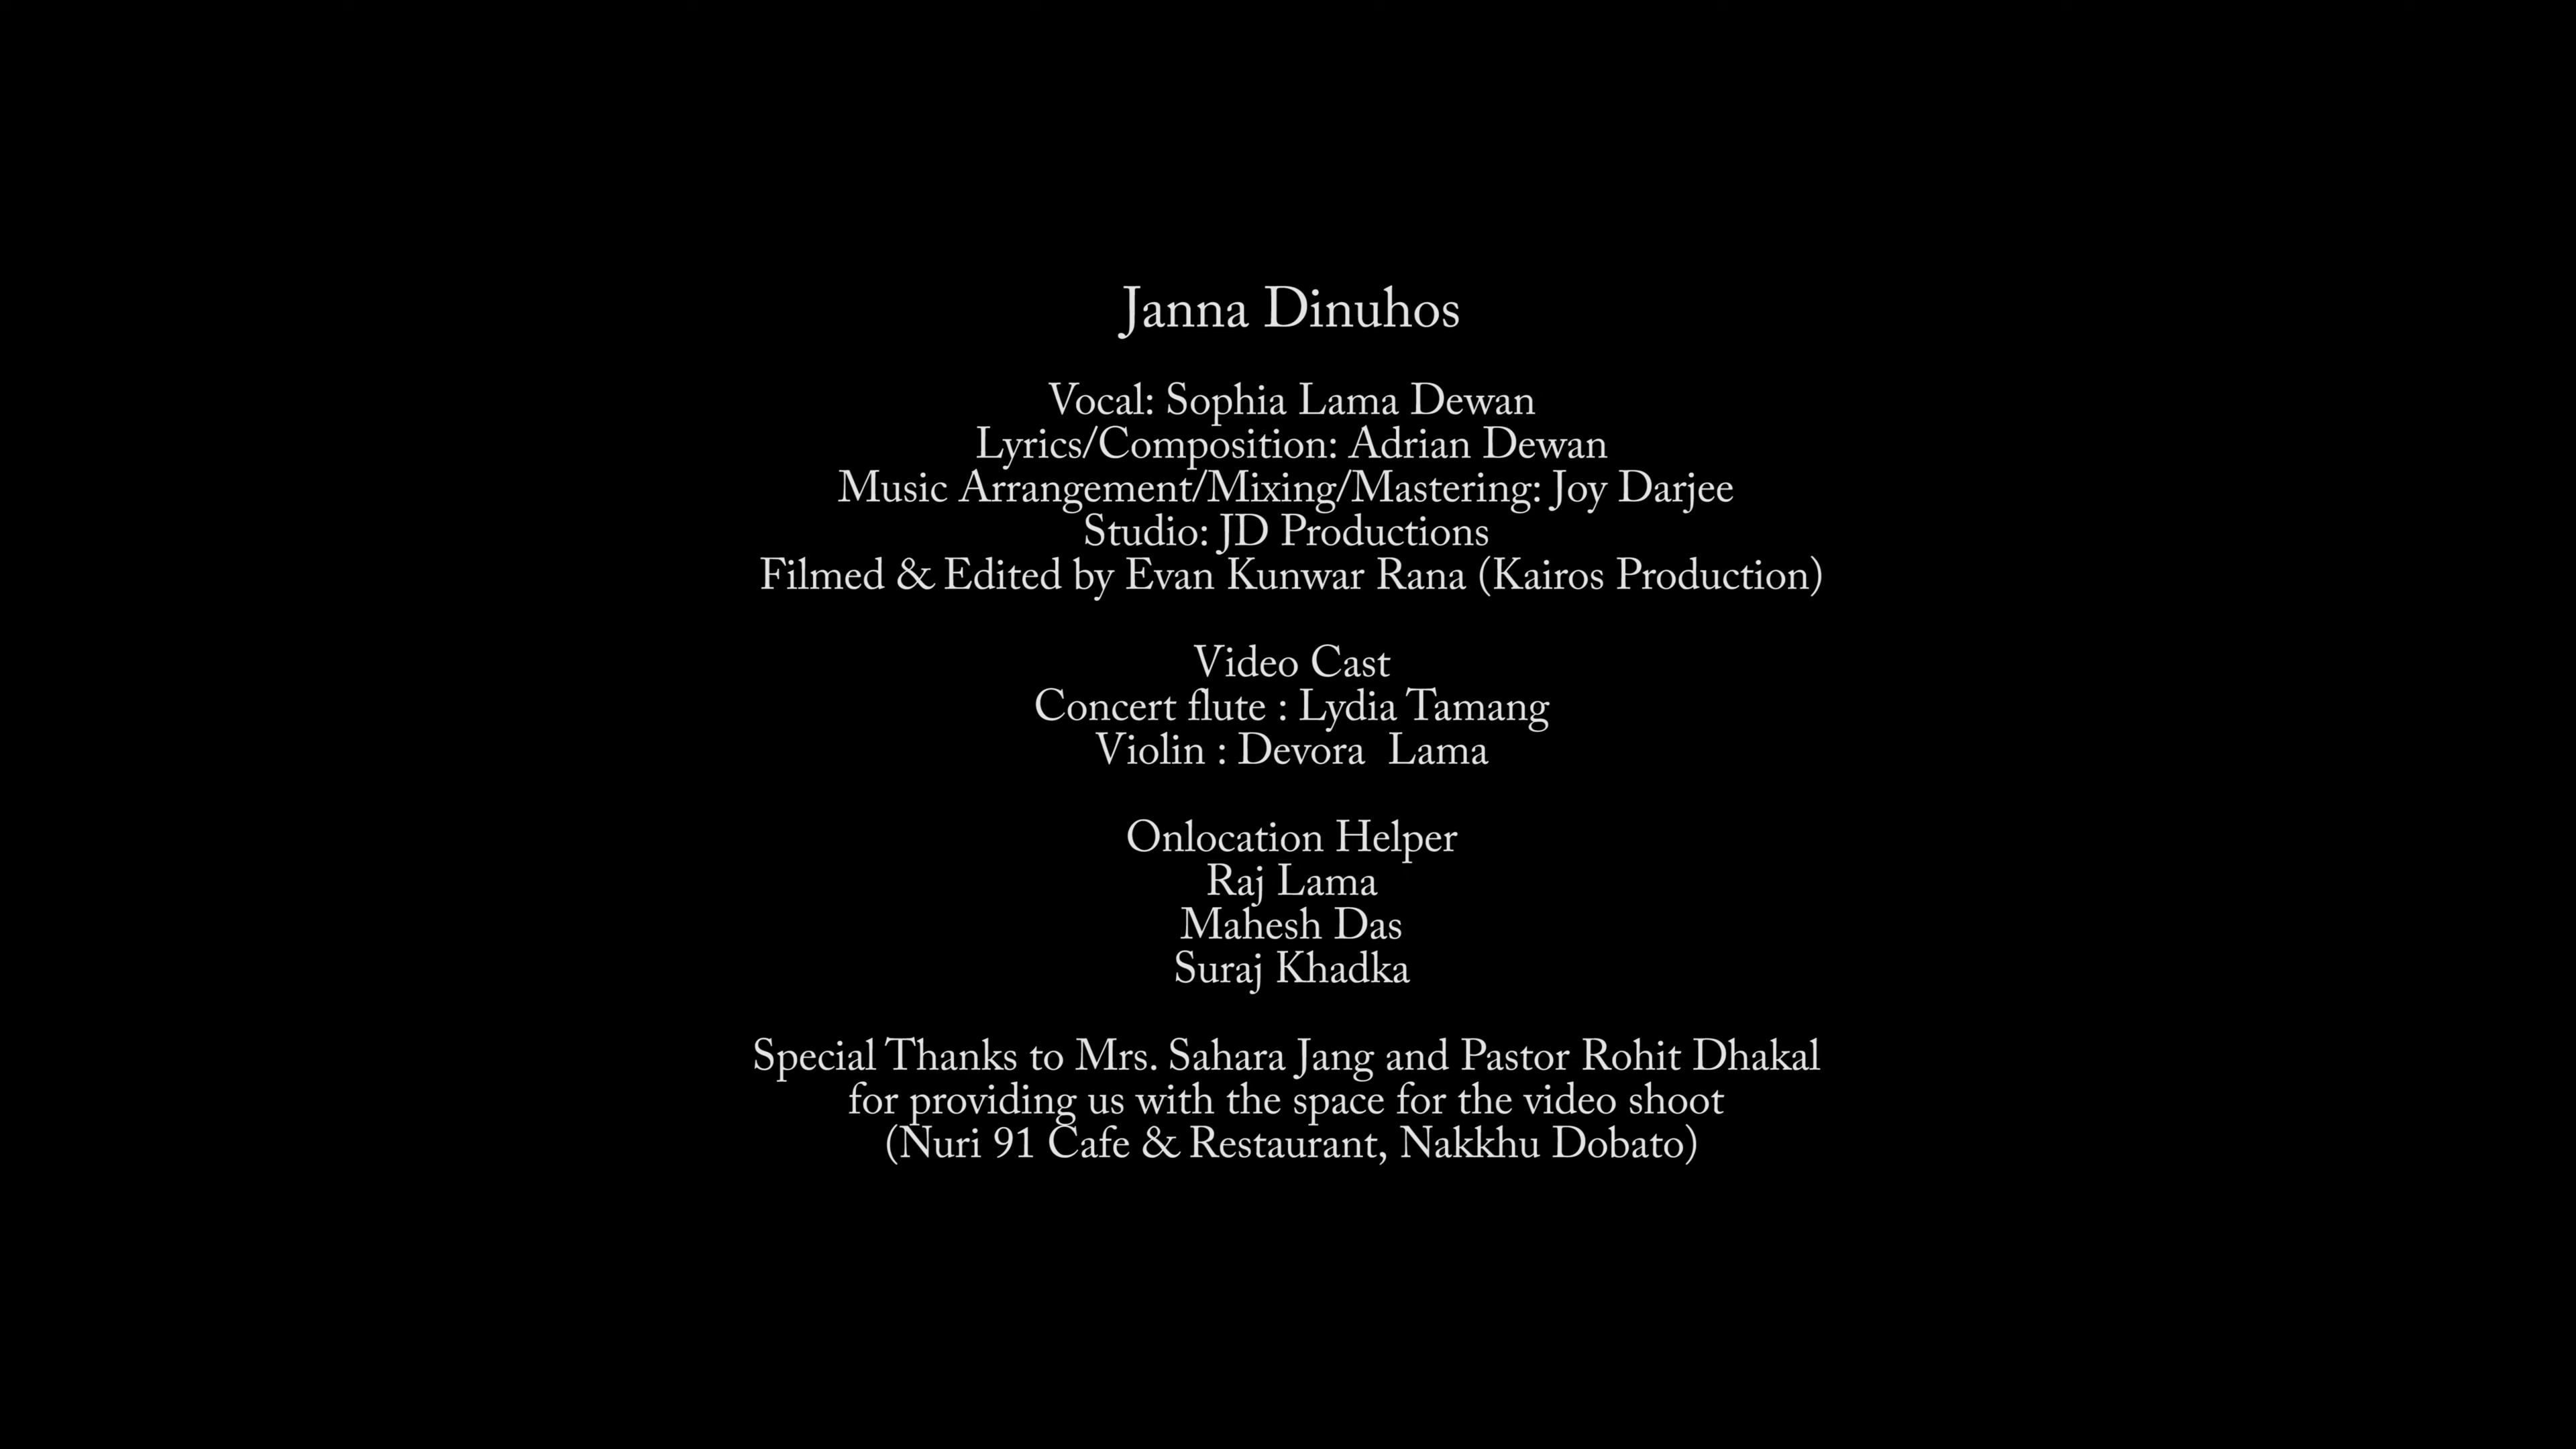 Janna Dinuhos
Vocal: Sophia Lama Dewan
Lyrics/Composition: Adrian Dewan
Music Arrangement/Mixing/Mastering: Joy Darjee
Studio: JD Productions
Filmed & Edited by Evan Kunwar Rana (Kairos Production)
Video Cast
Concert flute : Lydia Tamang
Violin : Devora  Lama
Onlocation Helper
Raj Lama
Mahesh Das
Suraj Khadka
Special Thanks to Mrs. Sahara Jang and Pastor Rohit Dhakal
for providing us with the space for the video shoot
(Nuri 91 Cafe & Restaurant, Nakkhu Dobato)